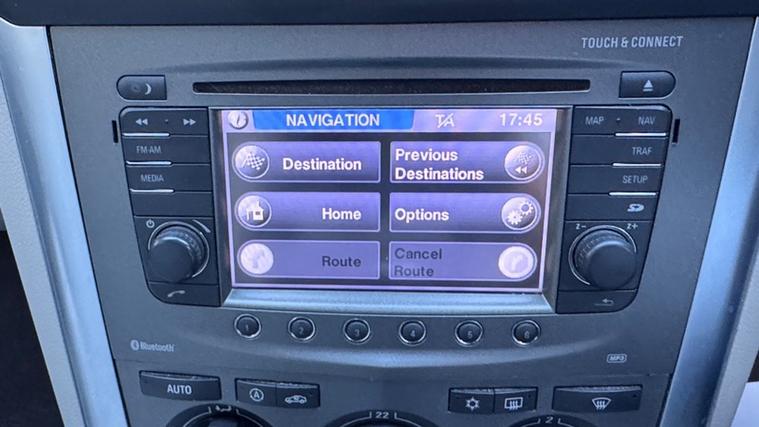 TOUCH & CONNECT
NAVIGATION TA 17:45
MAP NAV
FM-AM
TRAF
MEDIA
SETUP
Destination
Previous
Destinations
Home
Options
Route
Cancel
Route
z- z+
1 2 3 4 5 6
Bluetooth
MP3
AUTO
A
22
2